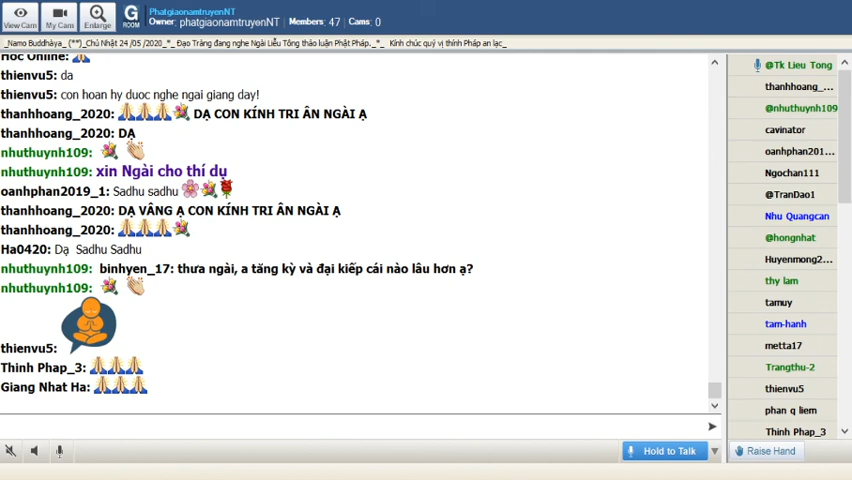 View Cam
My Cam
Enlarge
G
ROOM
PhatgiaonamtruyenNT
Owner: phatgiaonamtruyenNT Members: 47 Cams: 0
_Namo Buddhàya_ (**)_Chủ Nhật 24 /05 /2020_*_ Đạo Tràng đang nghe Ngài Liễu Tông thảo luận Phật Pháp._*_ Kính chúc quý vị thính Pháp an lạc_
Hoc Online:
thienvu5: da
thienvu5: con hoan hy duoc nghe ngai giang day!
thanhhoang_2020: DẠ CON KÍNH TRI ÂN NGÀI Ạ
thanhhoang_2020: DẠ
nhuthuynh109:
nhuthuynh109: xin Ngài cho thí dụ
oanhphan2019_1: Sadhu sadhu
thanhhoang_2020: DẠ VÂNG Ạ CON KÍNH TRI ÂN NGÀI Ạ
thanhhoang_2020:
Ha0420: Dạ Sadhu Sadhu
nhuthuynh109: binhyen_17: thưa ngài, a tăng kỳ và đại kiếp cái nào lâu hơn ạ?
nhuthuynh109:
thienvu5:
Thinh Phap_3:
Giang Nhat Ha:
@Tk Lieu Tong
thanhhoang_...
@nhuthuynh109
cavinator
oanhphan201...
Ngochan111
@TranDao1
Nhu Quangcan
@hongnhat
Huyenmong2...
thy lam
tamuy
tam-hanh
metta17
Trangthu-2
thienvu5
phan q liem
Thinh Phap_3
Hold to Talk
Raise Hand